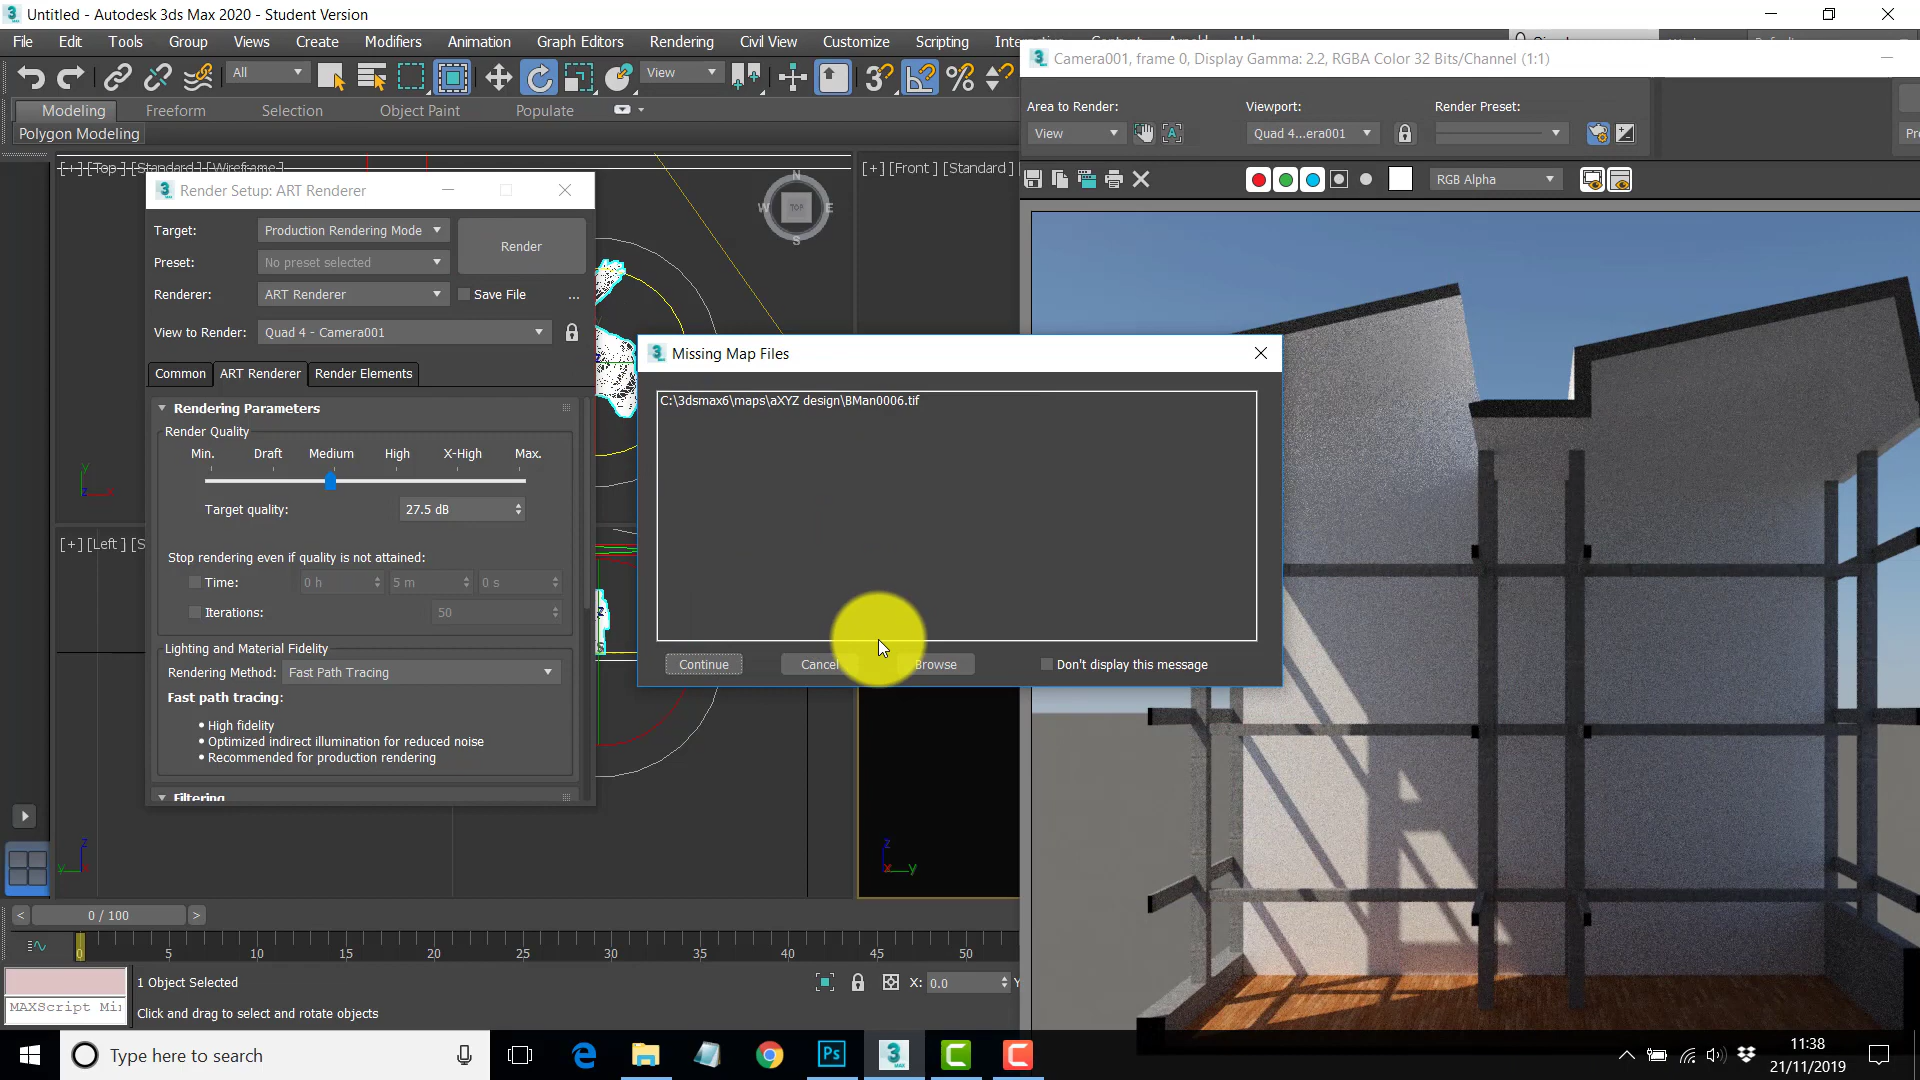 Untitled - Autodesk 3ds Max 2020 - Student Version
File Edit Tools Group Views Create Modifiers Animation Graph Editors Rendering Civil View Customize Scripting
Camera001, frame 0, Display Gamma: 2.2, RGBA Color 32 Bits/Channel (1:1)
All
View
Modeling Freeform Selection Object Paint Populate
Polygon Modeling
Area to Render:
View
Viewport:
Quad 4...era001
Render Preset:
RGB Alpha
[+] [Top ] [Standard ] [Wireframe ]
[+] [Front ] [Standard ]
N
W TOP E
S
Render Setup: ART Renderer
Target: Production Rendering Mode
Render
Preset: No preset selected
Renderer: ART Renderer
Save File ...
View to Render: Quad 4 - Camera001
Common ART Renderer Render Elements
Rendering Parameters
Render Quality
Min. Draft Medium High X-High Max.
Target quality: 27.5 dB
Stop rendering even if quality is not attained:
Time: 0 h 5 m 0 s
Iterations: 50
Lighting and Material Fidelity
Rendering Method: Fast Path Tracing
Fast path tracing:
• High fidelity
• Optimized indirect illumination for reduced noise
• Recommended for production rendering
Filtering
Missing Map Files
C:\3dsmax6\maps\aXYZ design\BMan0006.tif
Continue Cancel Browse Don't display this message
[+] [Left ] [S
y
z x
z
y x
z
x y
< 0 / 100 >
0 5 10 15 20 25 30 35 40 45 50
1 Object Selected
X: 0.0 Y
MAXScript Mi
Click and drag to select and rotate objects
Type here to search
Ps
3
MAX
11:38
21/11/2019